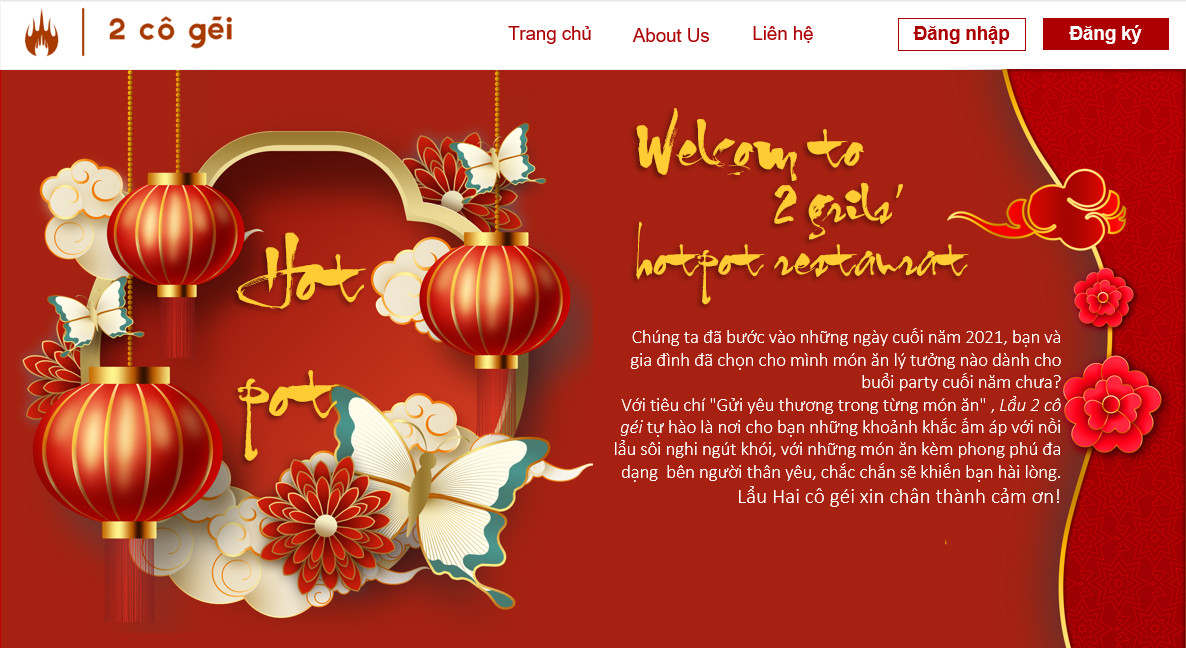 2 cô géi
Trang chủ
About Us
Liên hệ
Đăng nhập
Đăng ký
Hot
pot
Welcom to
2 grils'
hotpot restaurat
Chúng ta đã bước vào những ngày cuối năm 2021, bạn và
gia đình đã chọn cho mình món ăn lý tưởng nào dành cho
buổi party cuối năm chưa?
Với tiêu chí "Gửi yêu thương trong từng món ăn" , Lẩu 2 cô
géi tự hào là nơi cho bạn những khoảnh khắc ấm áp với nồi
lẩu sôi nghi ngút khói, với những món ăn kèm phong phú đa
dạng  bên người thân yêu, chắc chắn sẽ khiến bạn hài lòng.
Lẩu Hai cô géi xin chân thành cảm ơn!